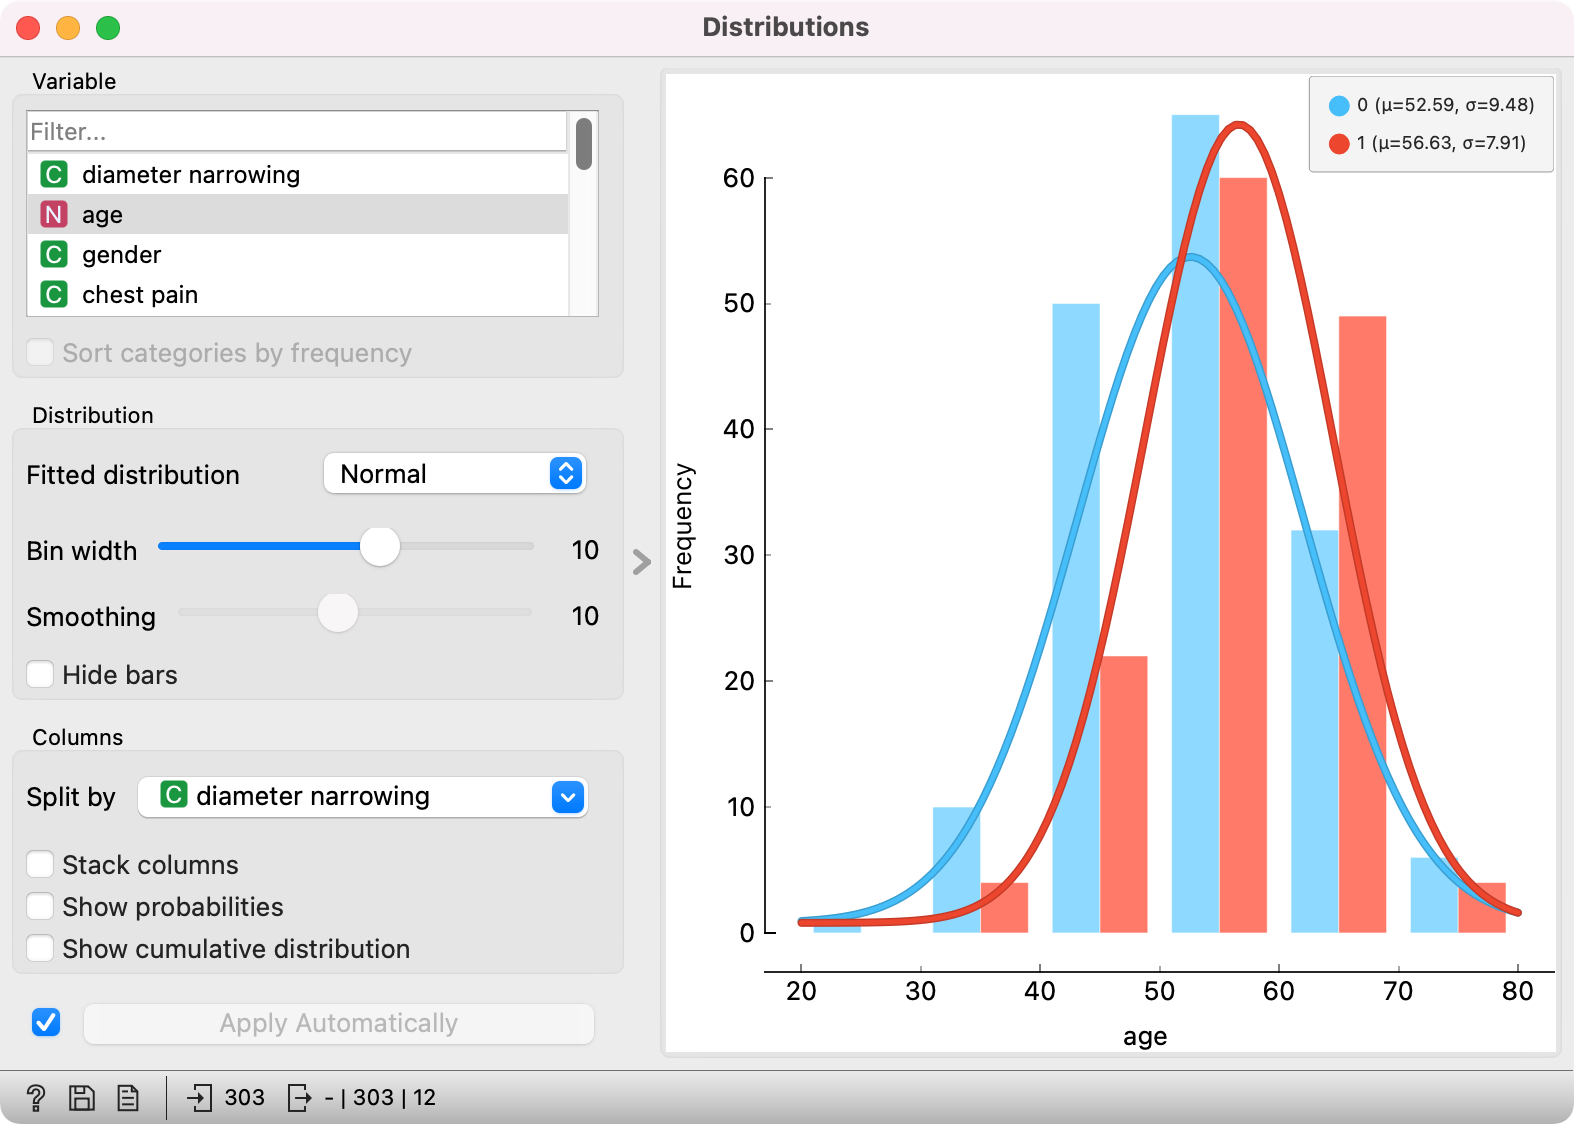 Distributions
Variable
Filter...
C diameter narrowing
N age
C gender
C chest pain
Sort categories by frequency
Distribution
Fitted distribution Normal
Bin width 10
Smoothing 10
Hide bars
Columns
Split by C diameter narrowing
Stack columns
Show probabilities
Show cumulative distribution
Apply Automatically
? 303 - | 303 | 12
0 (μ=52.59, σ=9.48)
1 (μ=56.63, σ=7.91)
Frequency
60
50
40
30
20
10
0
20 30 40 50 60 70 80
age